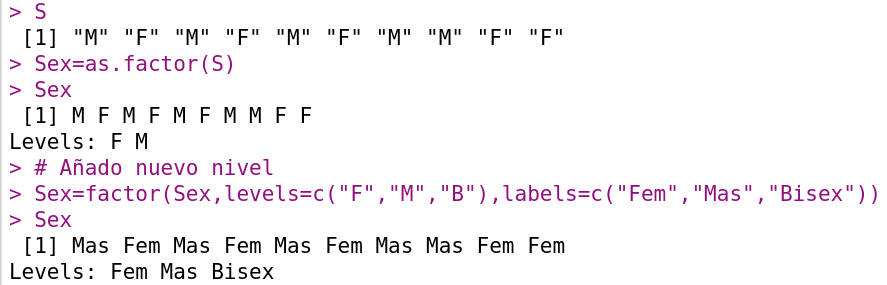 > S
[1] "M" "F" "M" "F" "M" "F" "M" "M" "F" "F"
> Sex=as.factor(S)
> Sex
[1] M F M F M F M M F F
Levels: F M
> # Añado nuevo nivel
> Sex=factor(Sex,levels=c("F","M","B"),labels=c("Fem","Mas","Bisex"))
> Sex
[1] Mas Fem Mas Fem Mas Fem Mas Mas Fem Fem
Levels: Fem Mas Bisex